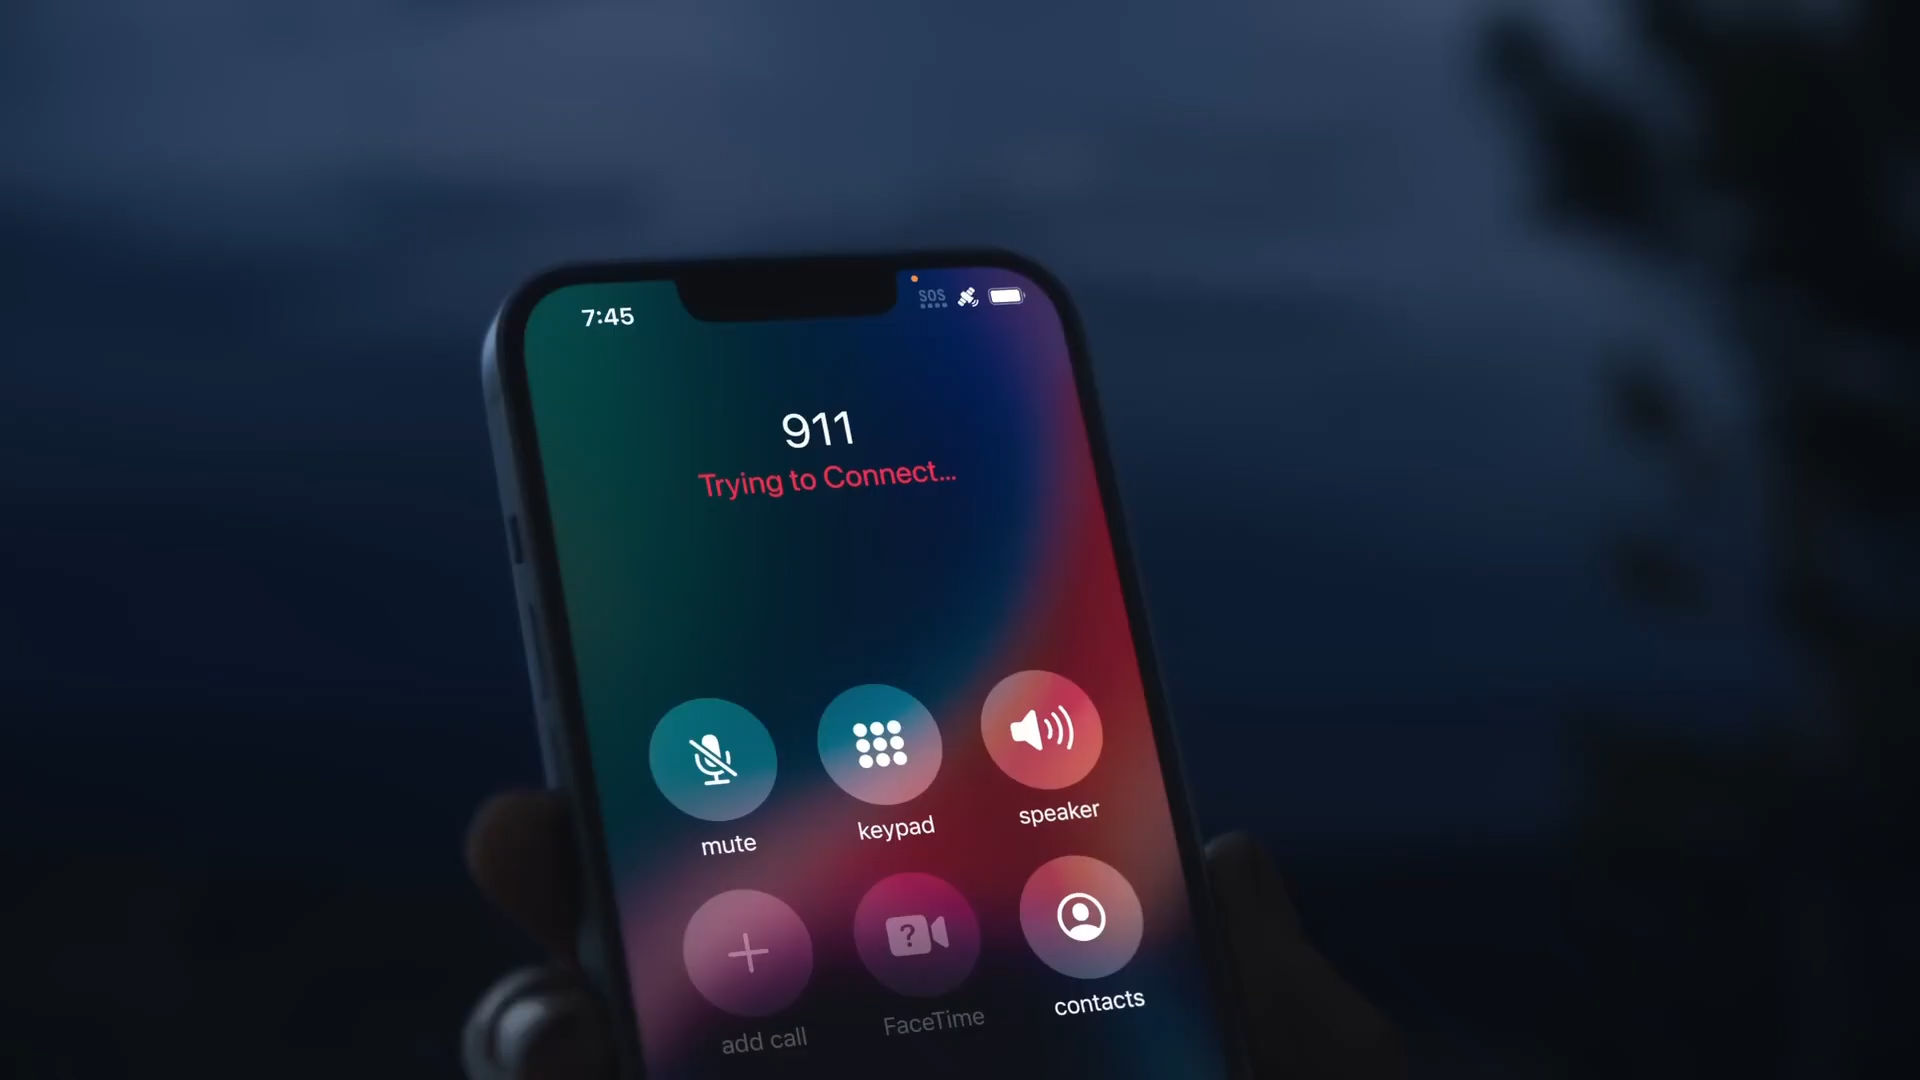 7:45
SOS
911
Trying to Connect...
mute
keypad
speaker
add call
FaceTime
contacts